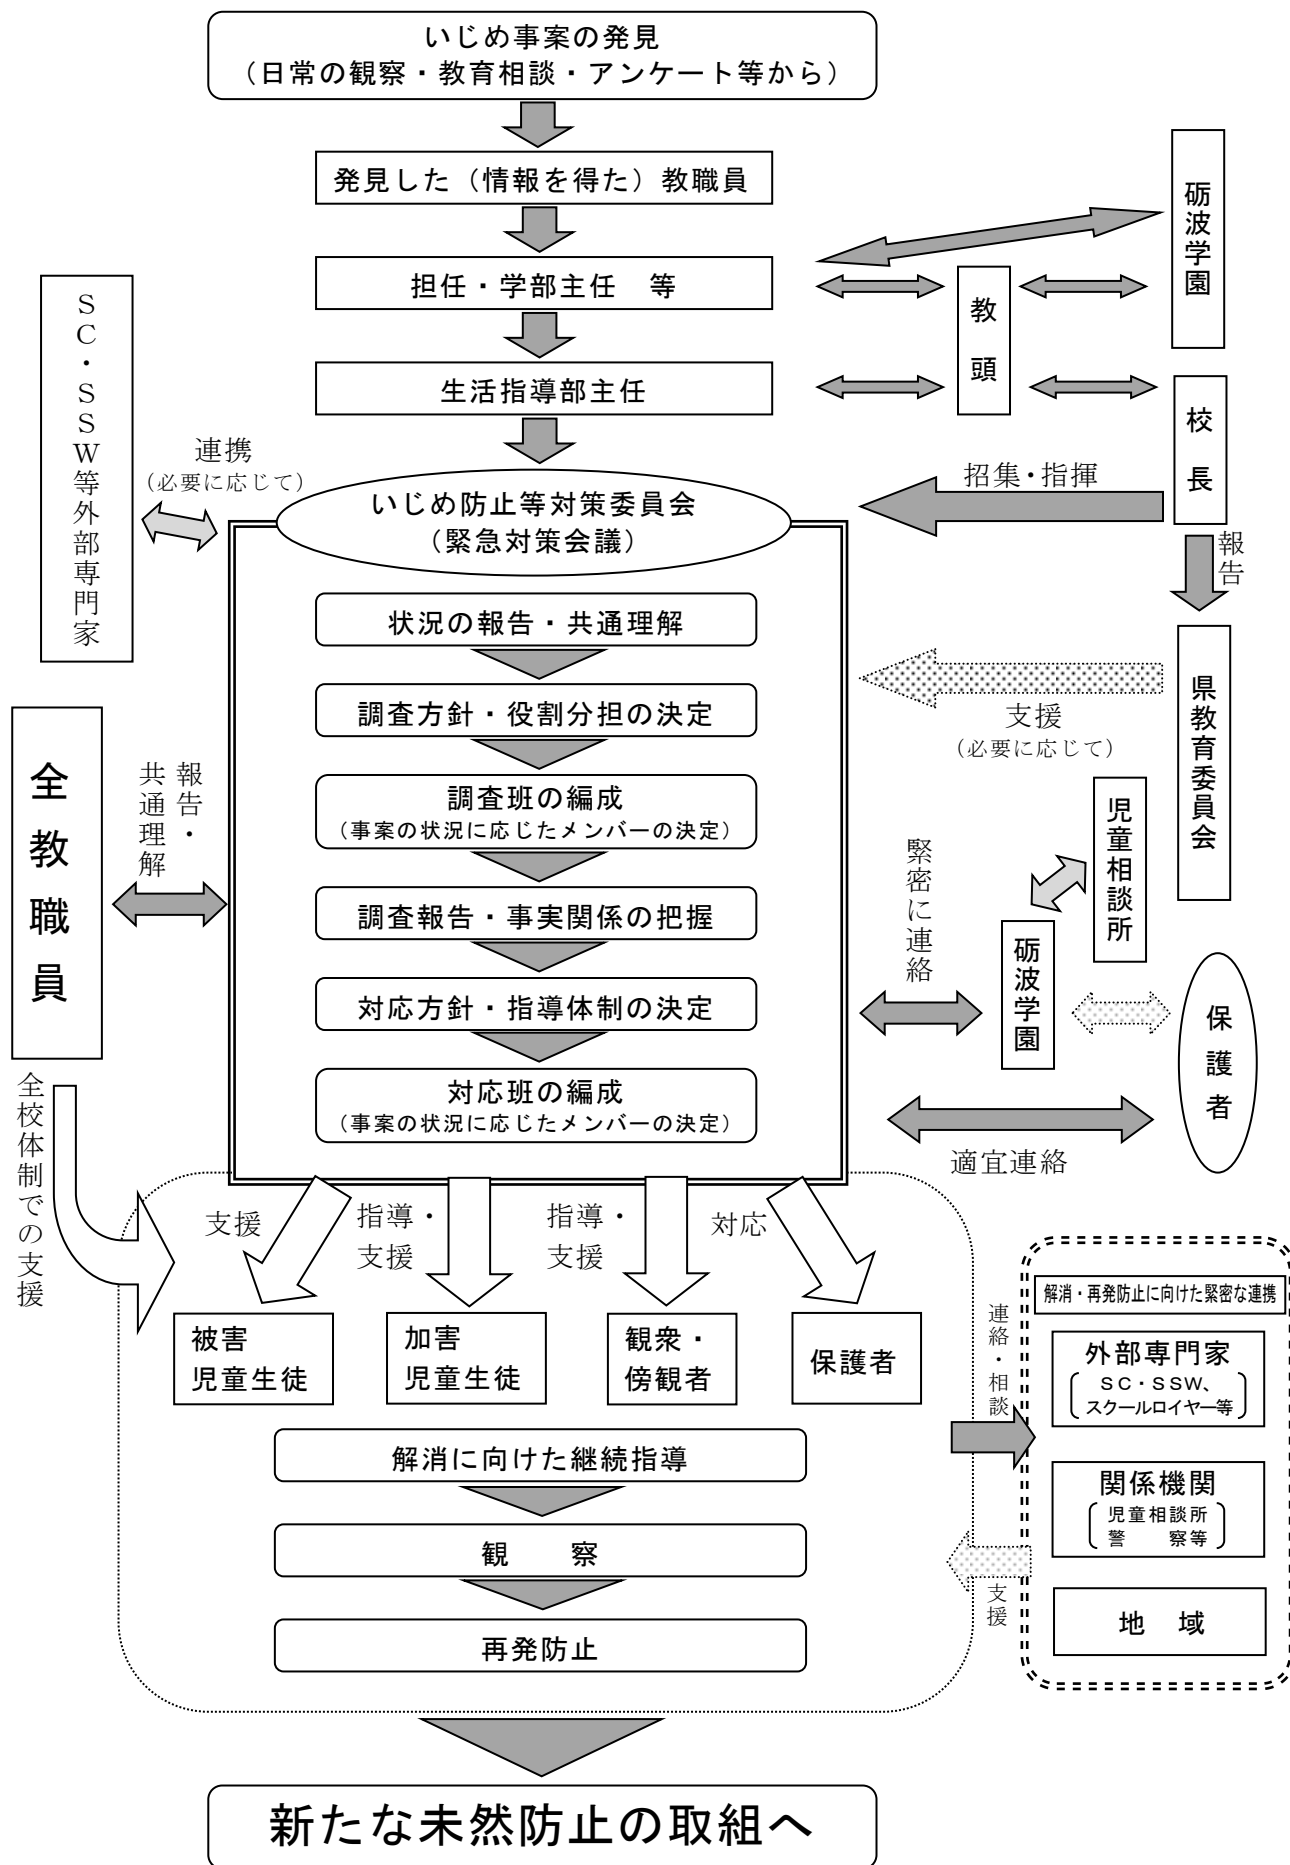 いじめ事案の発見
（日常の観察・教育相談・アンケート等から）
発見した（情報を得た）教職員
担任・学部主任　等
生活指導部主任
教頭
砺波学園
校長
招集・指揮
報告
SC・SSW等外部専門家
連携
（必要に応じて）
いじめ防止等対策委員会
（緊急対策会議）
状況の報告・共通理解
調査方針・役割分担の決定
調査班の編成
（事案の状況に応じたメンバーの決定）
調査報告・事実関係の把握
対応方針・指導体制の決定
対応班の編成
（事案の状況に応じたメンバーの決定）
県教育委員会
支援
（必要に応じて）
児童相談所
緊密に連絡
砺波学園
保護者
適宜連絡
全教職員
報告・
共通理解
全校体制での支援
支援
指導・
支援
指導・
支援
対応
被害
児童生徒
加害
児童生徒
観衆・
傍観者
保護者
解消に向けた継続指導
観　察
再発防止
連絡・相談
支援
解消・再発防止に向けた緊密な連携
外部専門家
SC・SSW、
スクールロイヤー等
関係機関
児童相談所
警　察等
地　域
新たな未然防止の取組へ